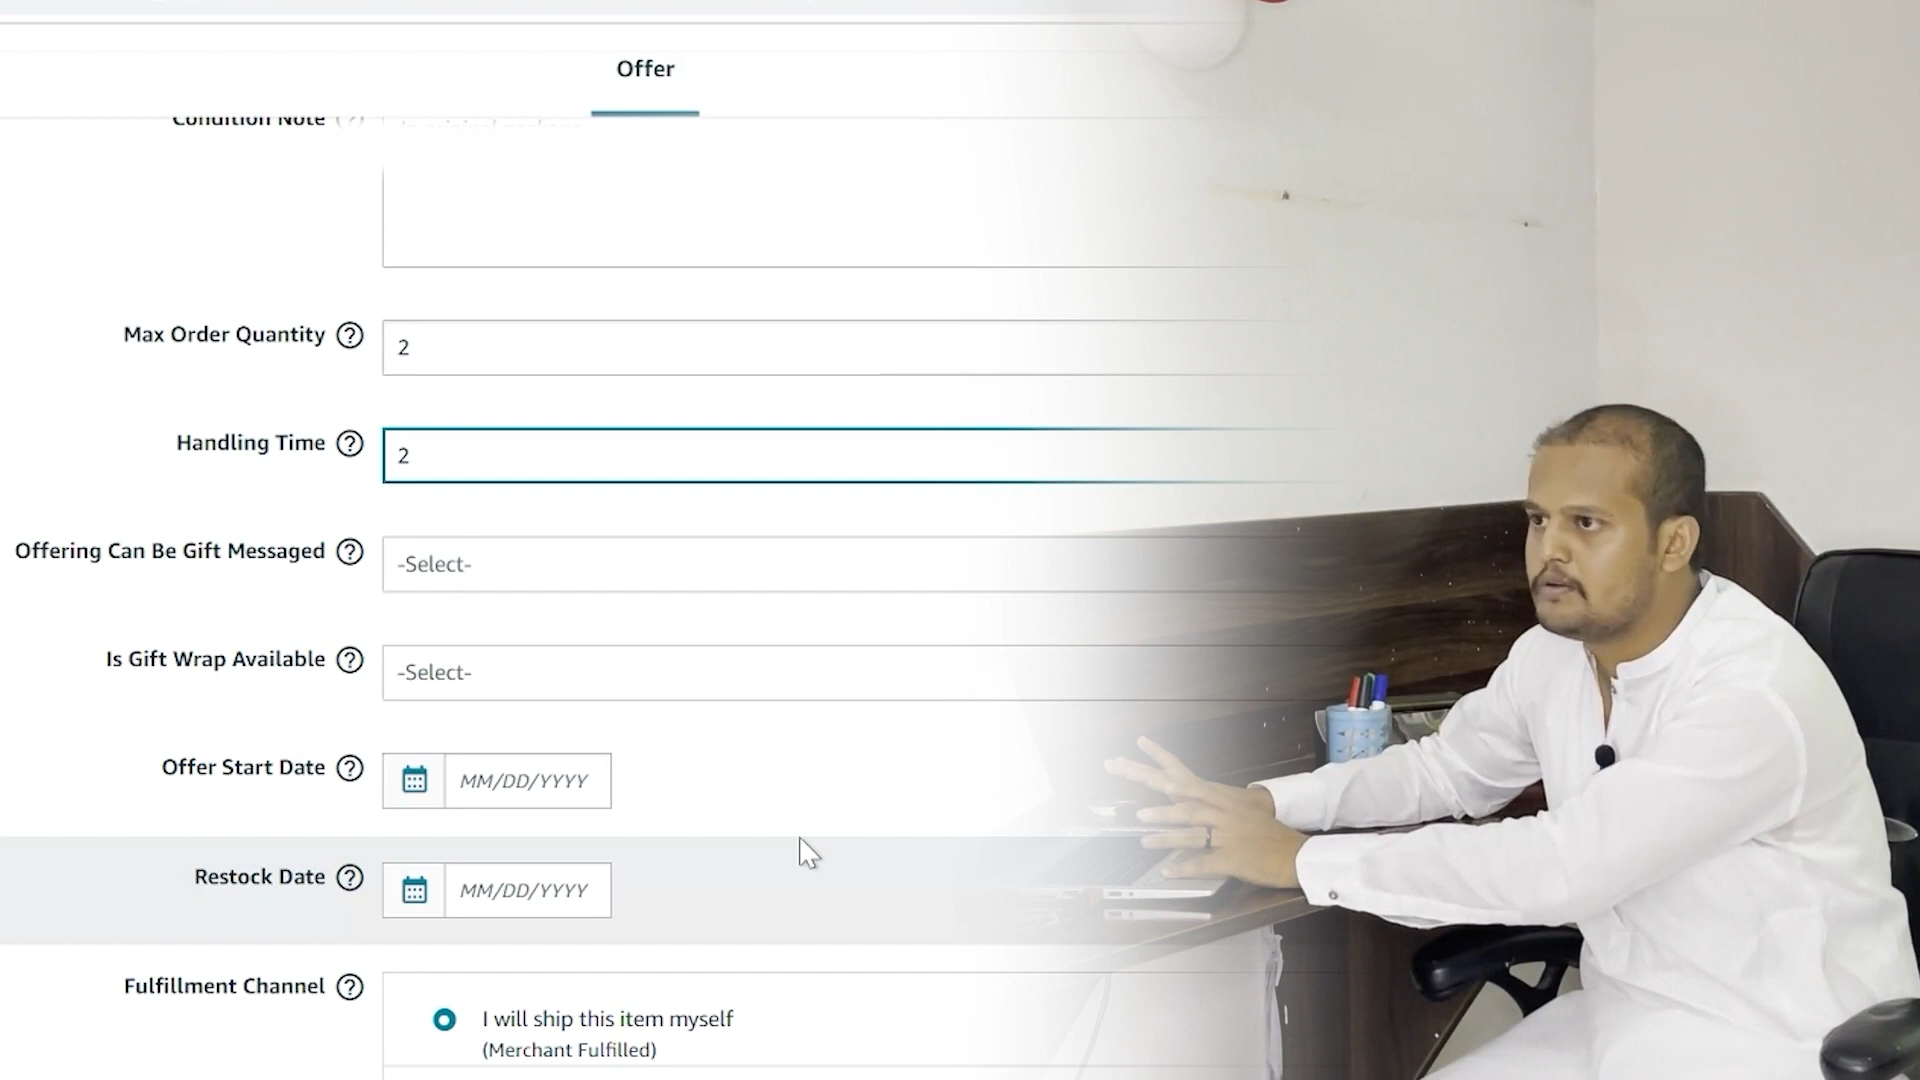 Offer
Condition Note
Max Order Quantity
2
Handling Time
2
Offering Can Be Gift Messaged
-Select-
Is Gift Wrap Available
-Select-
Offer Start Date
MM/DD/YYYY
Restock Date
MM/DD/YYYY
Fulfillment Channel
I will ship this item myself
(Merchant Fulfilled)